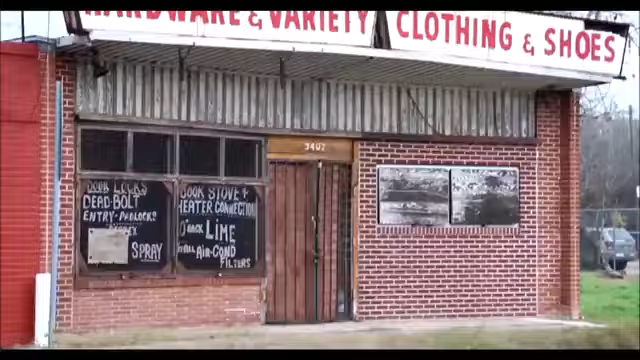 HARDWARE & VARIETY
CLOTHING & SHOES
3407
DOOR LOCKS
DEAD-BOLT
ENTRY-PADLOCKS
SPRAY
COOK STOVE &
HEATER CONNECTION
LIME
AIR-COND
FILTERS